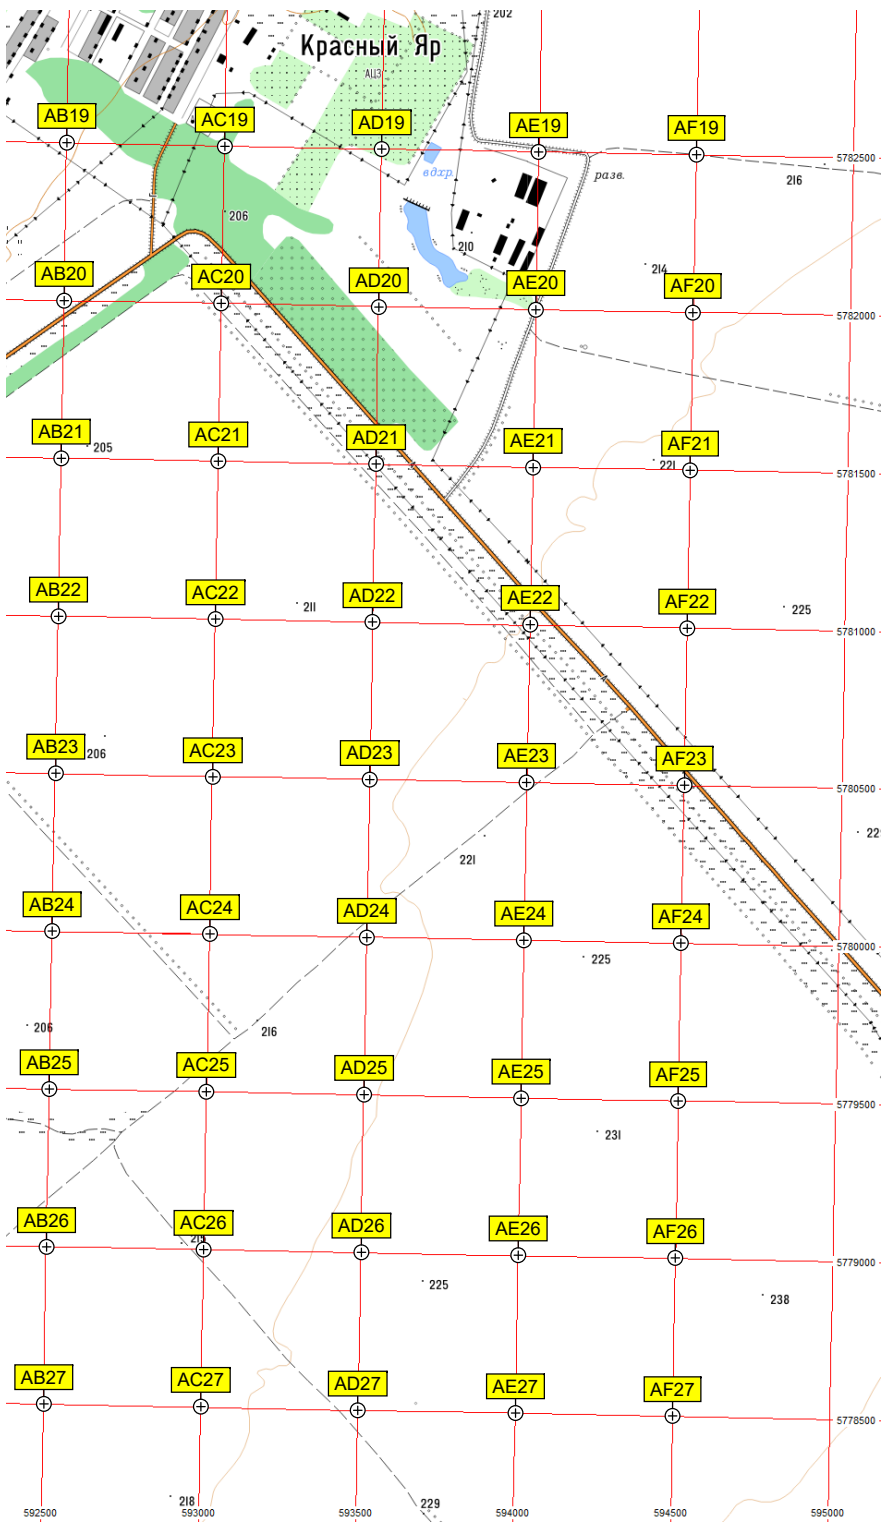 202
Красный Яр
АЦЗ
AB19
AC19
AD19
AE19
AF19
вдхр.
разв.
5782500
216
206
210
214
AB20
AC20
AD20
AE20
AF20
5782000
AB21
205
AC21
AD21
AE21
AF21
221
5781500
AB22
AC22
211
AD22
AE22
AF22
225
5781000
AB23
206
AC23
AD23
AE23
AF23
5780500
221
AB24
AC24
AD24
AE24
AF24
225
5780000
206
216
AB25
AC25
AD25
AE25
AF25
5779500
231
AB26
AC26
AD26
AE26
AF26
5779000
225
238
AB27
AC27
AD27
AE27
AF27
5778500
218
229
592500
593000
593500
594000
594500
595000